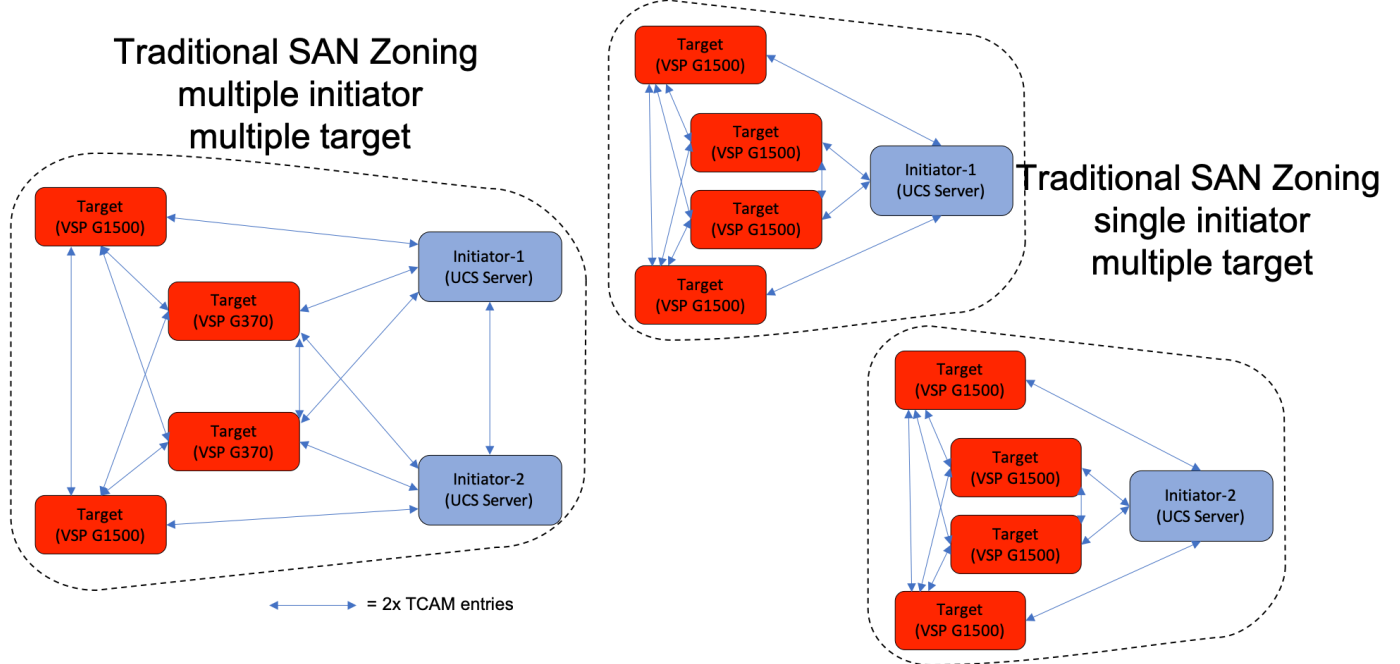 Traditional SAN Zoning
multiple initiator
multiple target
Target
(VSP G1500)
Target
(VSP G370)
Target
(VSP G370)
Target
(VSP G1500)
Initiator-1
(UCS Server)
Initiator-2
(UCS Server)
= 2x TCAM entries
Target
(VSP G1500)
Target
(VSP G1500)
Target
(VSP G1500)
Target
(VSP G1500)
Initiator-1
(UCS Server)
Traditional SAN Zoning
single initiator
multiple target
Target
(VSP G1500)
Target
(VSP G1500)
Target
(VSP G1500)
Target
(VSP G1500)
Initiator-2
(UCS Server)